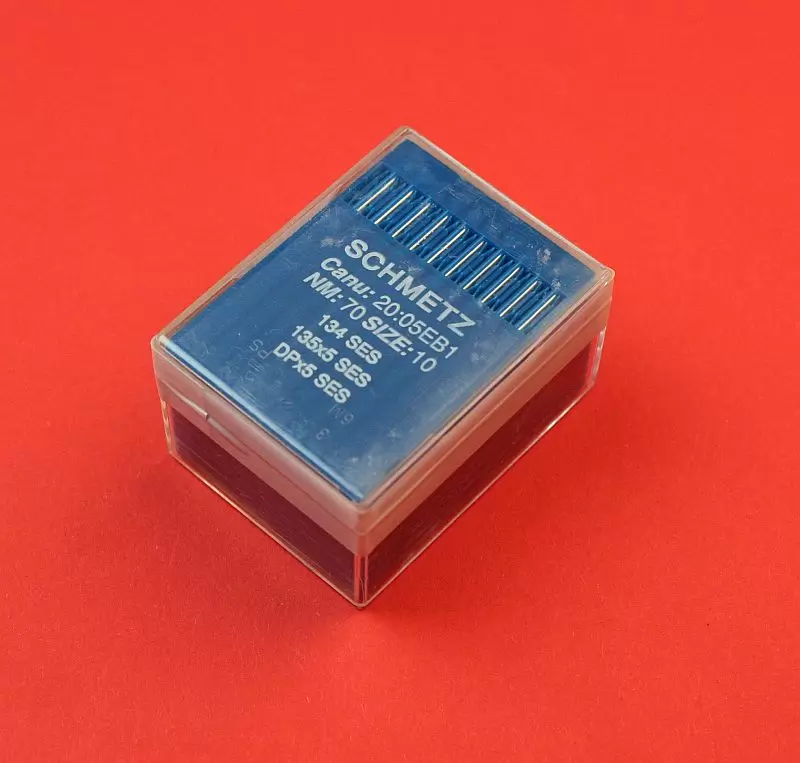 SCHMETZ
Canu: 20:05EB1
NM: 70 SIZE: 10
134 SES
135x5 SES
DPx5 SES